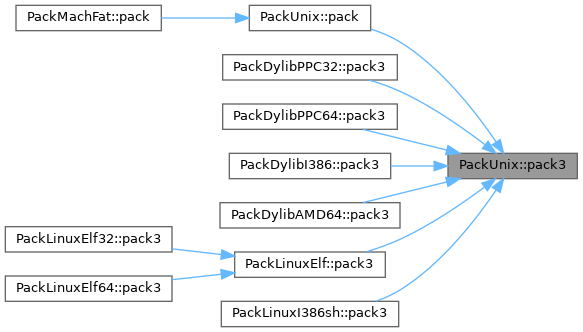 PackMachFat::pack
PackUnix::pack
PackDylibPPC32::pack3
PackDylibPPC64::pack3
PackUnix::pack3
PackDylibI386::pack3
PackDylibAMD64::pack3
PackLinuxElf32::pack3
PackLinuxElf::pack3
PackLinuxElf64::pack3
PackLinuxI386sh::pack3